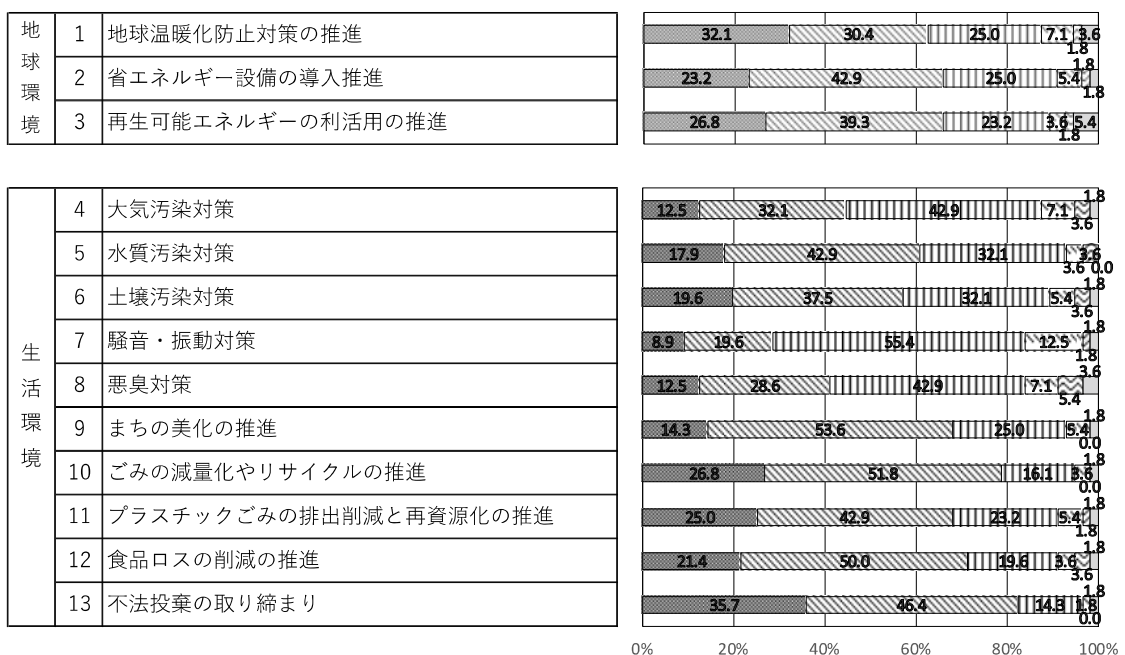 地球環境
1 地球温暖化防止対策の推進 32.1 30.4 25.0 7.1 1.8 3.6
2 省エネルギー設備の導入推進 23.2 42.9 25.0 5.4 1.8 1.8
3 再生可能エネルギーの利活用の推進 26.8 39.3 23.2 3.6 1.8 5.4
生活環境
4 大気汚染対策 12.5 32.1 42.9 7.1 3.6 1.8
5 水質汚染対策 17.9 42.9 32.1 3.6 3.6 0.0
6 土壌汚染対策 19.6 37.5 32.1 5.4 3.6 1.8
7 騒音・振動対策 8.9 19.6 55.4 12.5 1.8 1.8
8 悪臭対策 12.5 28.6 42.9 7.1 5.4 3.6
9 まちの美化の推進 14.3 53.6 25.0 5.4 0.0 1.8
10 ごみの減量化やリサイクルの推進 26.8 51.8 16.1 3.6 0.0 1.8
11 プラスチックごみの排出削減と再資源化の推進 25.0 42.9 23.2 5.4 1.8 1.8
12 食品ロスの削減の推進 21.4 50.0 19.6 3.6 3.6 1.8
13 不法投棄の取り締まり 35.7 46.4 14.3 1.8 0.0 1.8
0% 20% 40% 60% 80% 100%